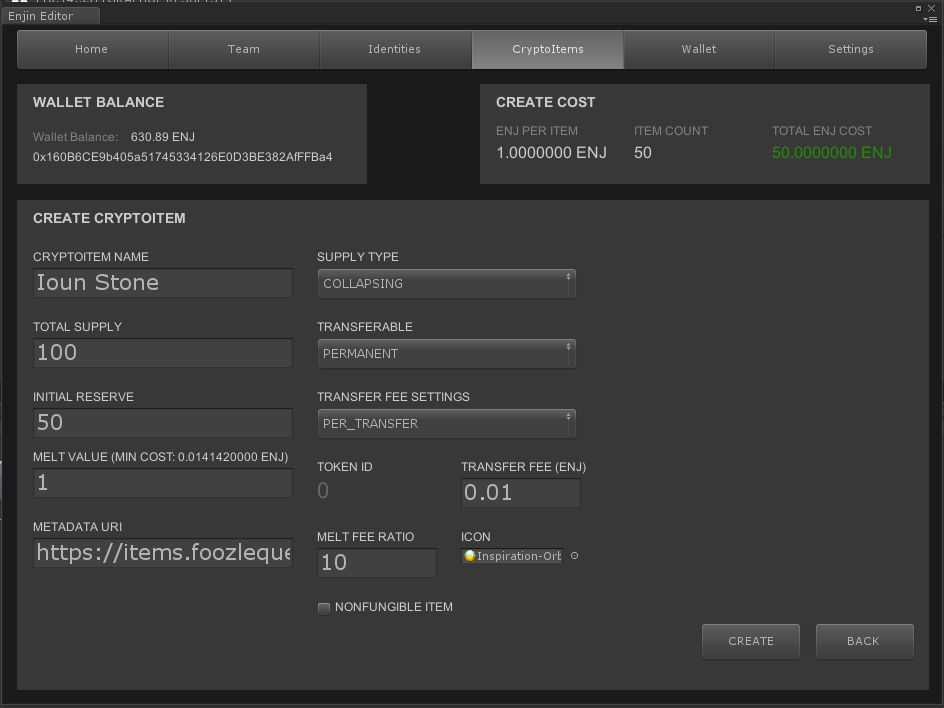 Enjin Editor
Home Team Identities CryptoItems Wallet Settings
WALLET BALANCE
Wallet Balance: 630.89 ENJ
0x160B6CE9b405a51745334126E0D3BE382AfFFBa4
CREATE COST
ENJ PER ITEM ITEM COUNT TOTAL ENJ COST
1.0000000 ENJ 50 50.0000000 ENJ
CREATE CRYPTOITEM
CRYPTOITEM NAME SUPPLY TYPE
Ioun Stone COLLAPSING
TOTAL SUPPLY TRANSFERABLE
100 PERMANENT
INITIAL RESERVE TRANSFER FEE SETTINGS
50 PER_TRANSFER
MELT VALUE (MIN COST: 0.0141420000 ENJ) TOKEN ID TRANSFER FEE (ENJ)
1 0 0.01
METADATA URI MELT FEE RATIO ICON
https://items.foozleque 10 Inspiration-Ort
NONFUNGIBLE ITEM
CREATE BACK